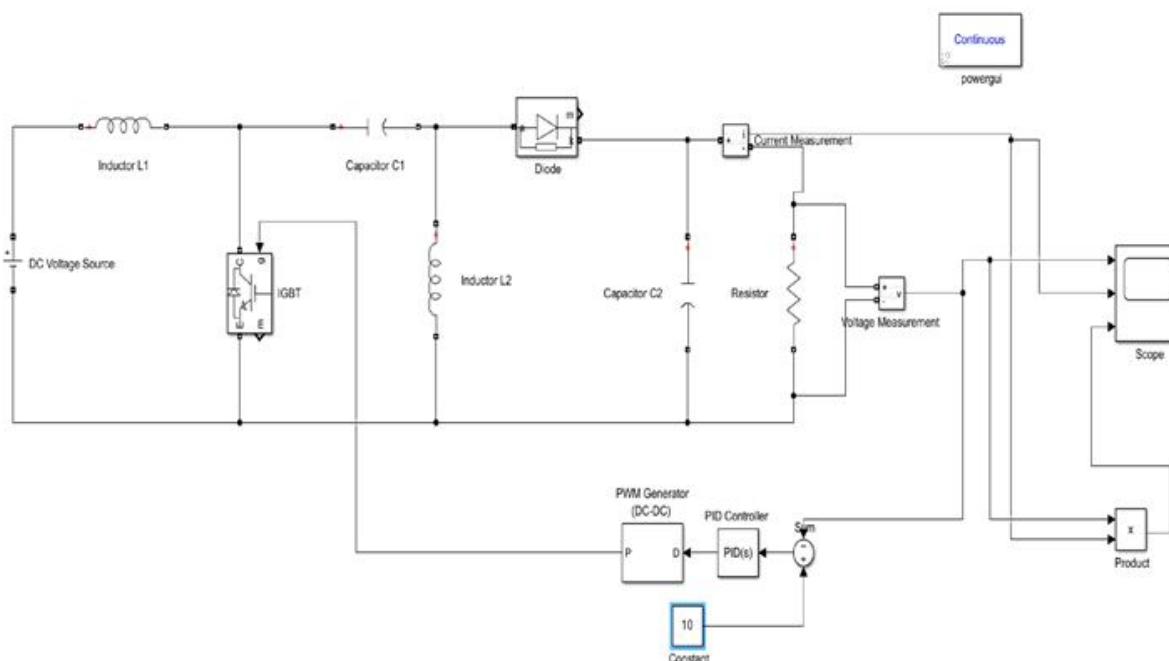 Continuous
powergui
Inductor L1
Capacitor C1
m
a
k
Diode
+
i
-
Current Measurement
+
DC Voltage Source
C
g
E
m
IGBT
Inductor L2
Capacitor C2
Resistor
+
-
v
Voltage Measurement
Scope
PWM Generator
(DC-DC)
P
D
PID Controller
PID(s)
Sum
−
+
x
Product
10
Constant